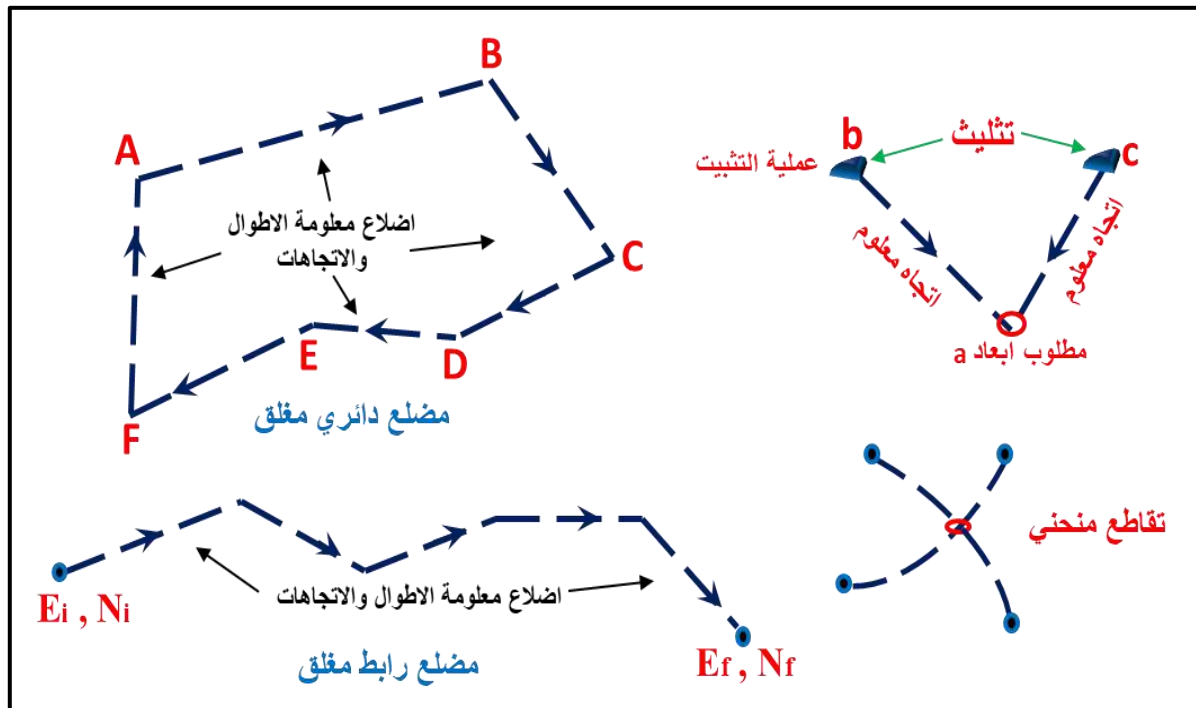 B
A
اضلاع معلومة الاطوال
والاتجاهات
C
E
D
F
مضلع دائري مغلق
تثليث
b
c
عملية التثبيت
اتجاه معلوم
اتجاه معلوم
مطلوب ابعاد a
تقاطع منحني
اضلاع معلومة الاطوال والاتجاهات
Ei , Ni
Ef , Nf
مضلع رابط مغلق